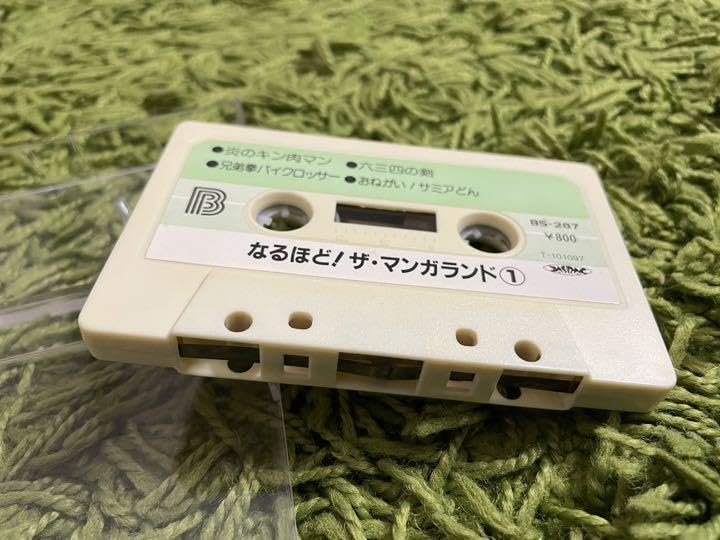 ●炎のキン肉マン ●六三四の剣
●兄弟拳バイクロッサー ●おねがい！サミアどん
B
BS-287
￥800
T-101097
なるほど！ザ・マンガランド①